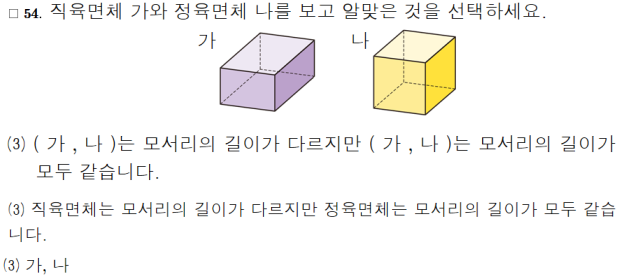 □ 54. 직육면체 가와 정육면체 나를 보고 알맞은 것을 선택하세요.
가 나
⑶ ( 가 , 나 )는 모서리의 길이가 다르지만 ( 가 , 나 )는 모서리의 길이가
모두 같습니다.
⑶ 직육면체는 모서리의 길이가 다르지만 정육면체는 모서리의 길이가 모두 같습
니다.
⑶ 가, 나